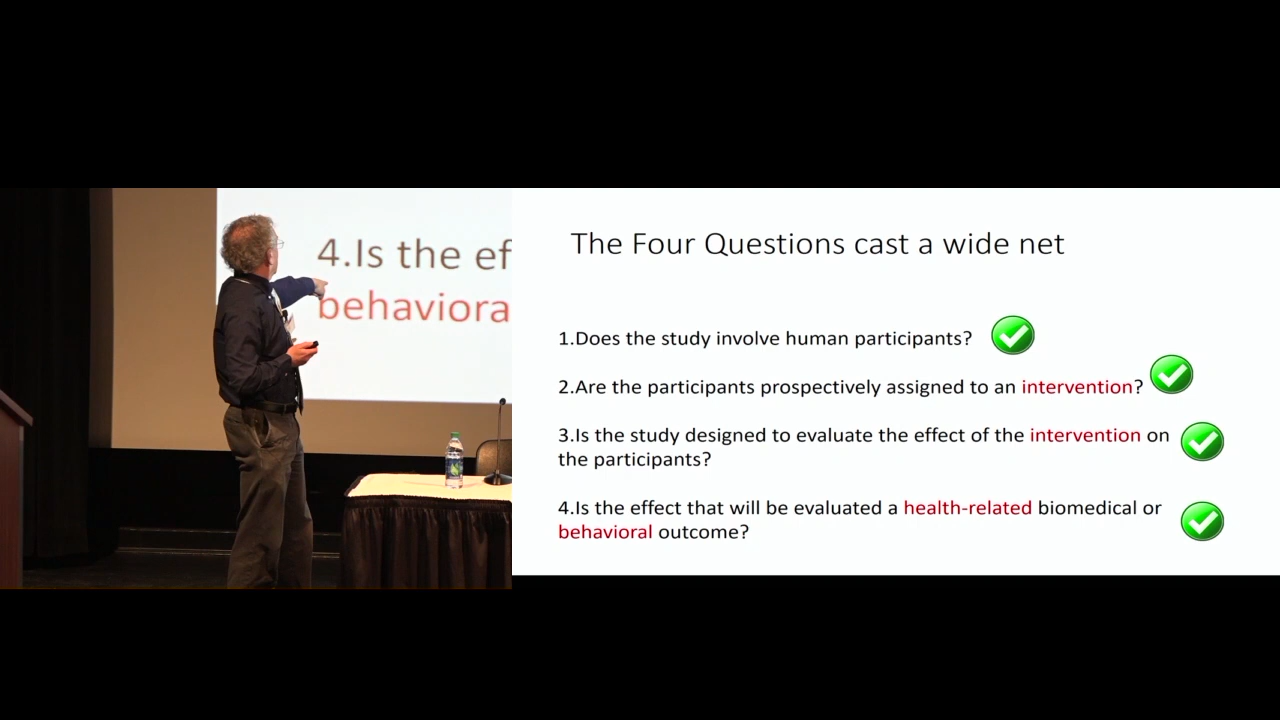 4.Is the ef
behaviora
The Four Questions cast a wide net
1.Does the study involve human participants?
2.Are the participants prospectively assigned to an intervention?
3.Is the study designed to evaluate the effect of the intervention on
the participants?
4.Is the effect that will be evaluated a health-related biomedical or
behavioral outcome?